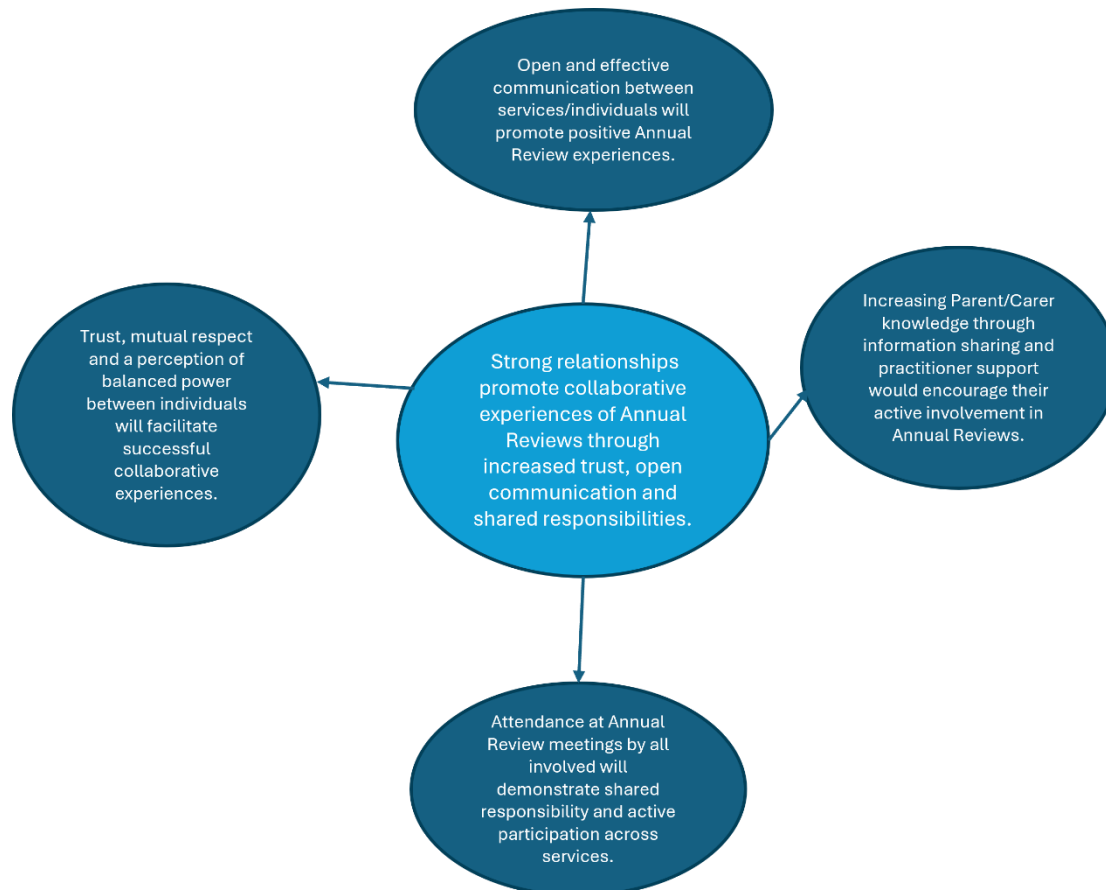 Open and effective
communication between
services/individuals will
promote positive Annual
Review experiences.
Trust, mutual respect
and a perception of
balanced power
between individuals
will facilitate
successful
collaborative
experiences.
Strong relationships
promote collaborative
experiences of Annual
Reviews through
increased trust, open
communication and
shared responsibilities.
Increasing Parent/Carer
knowledge through
information sharing and
practitioner support
would encourage their
active involvement in
Annual Reviews.
Attendance at Annual
Review meetings by all
involved will
demonstrate shared
responsibility and active
participation across
services.